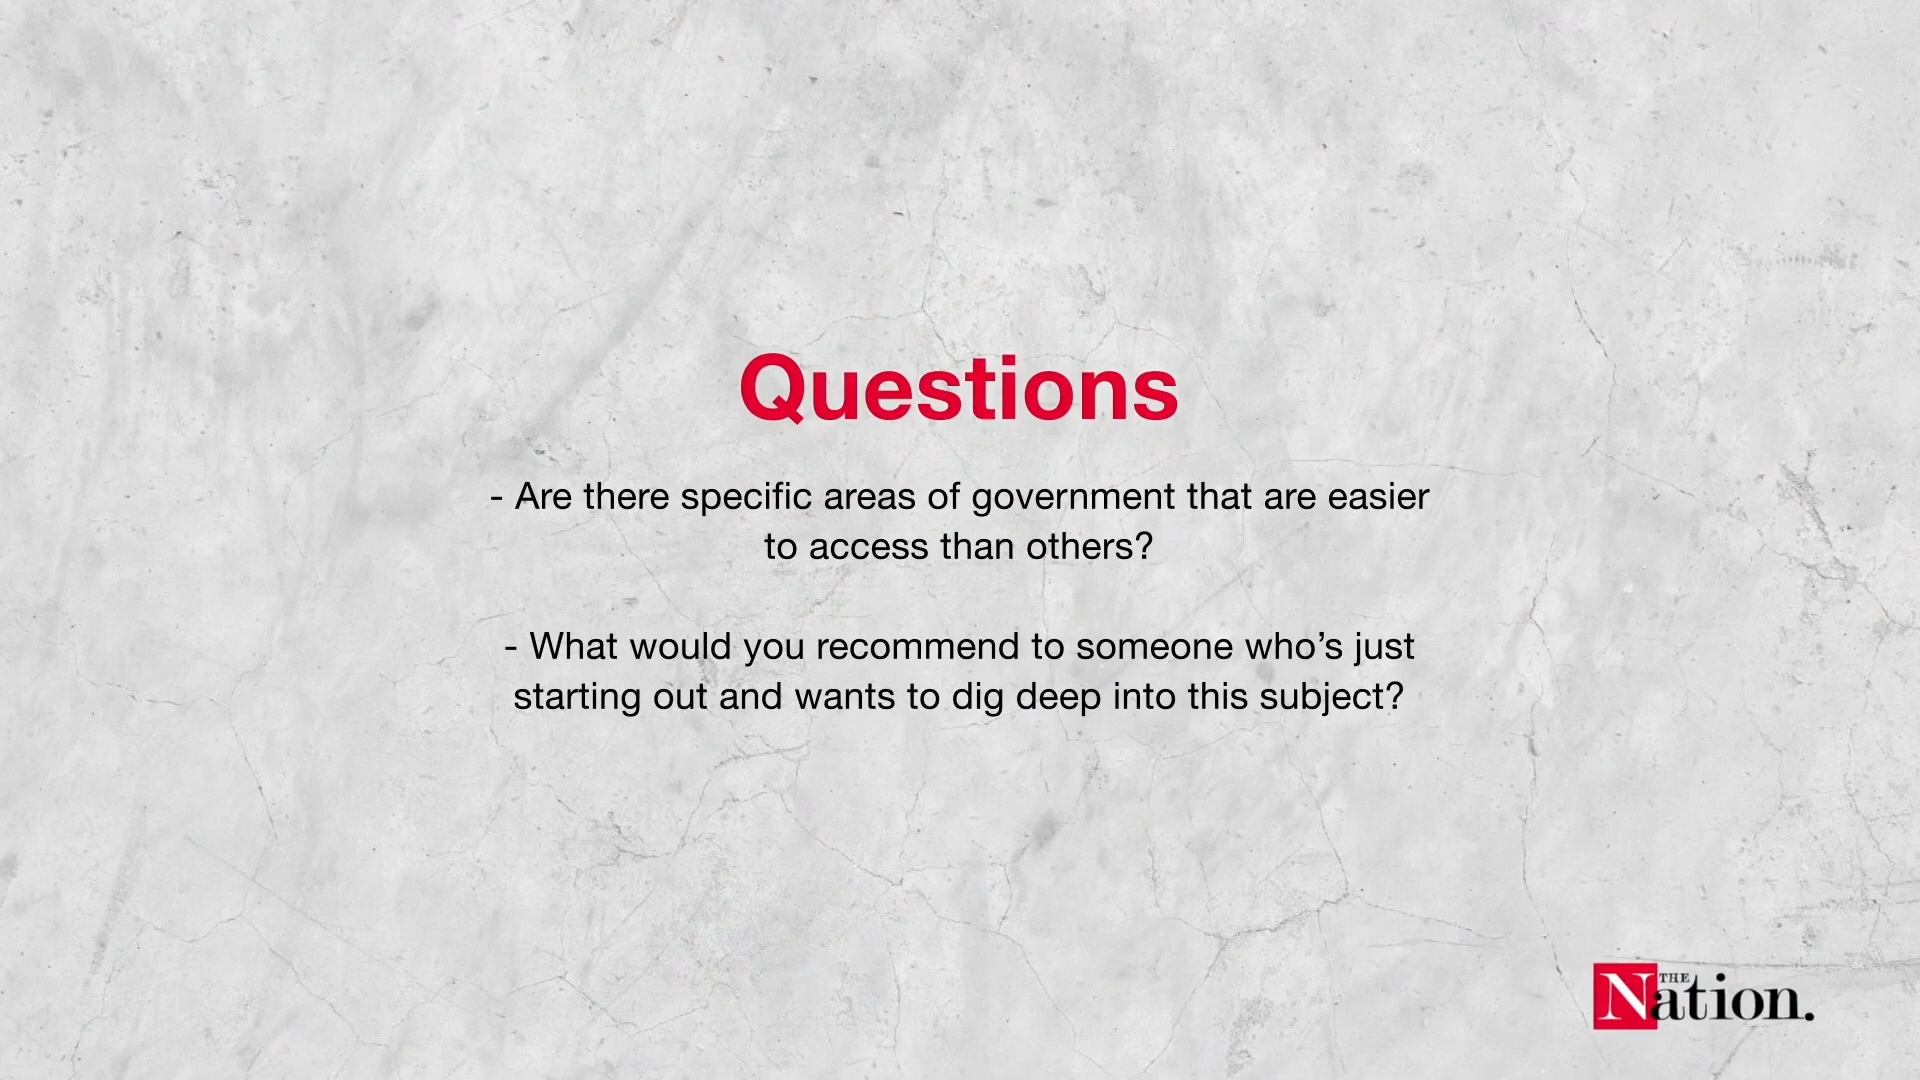 Questions
- Are there specific areas of government that are easier
to access than others?
- What would you recommend to someone who’s just
starting out and wants to dig deep into this subject?
THE
Nation.